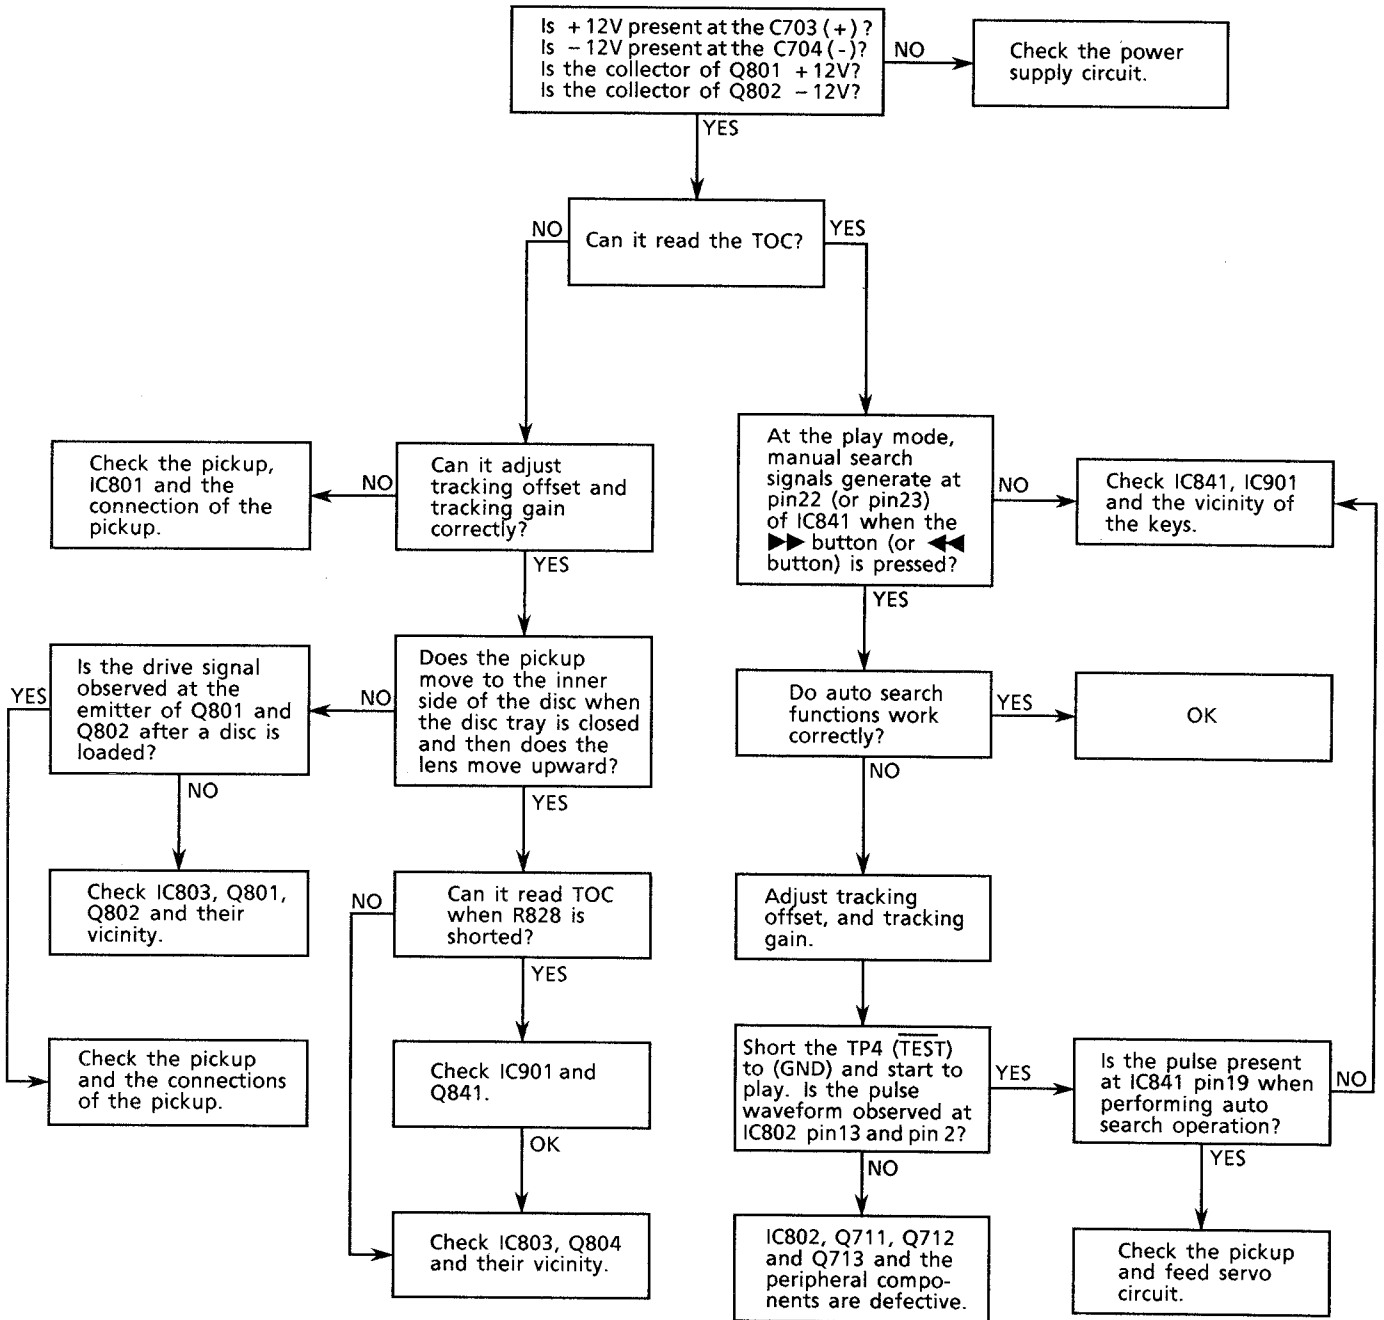 Is +12V present at the C703 (+) ?
Is −12V present at the C704 (-)?
Is the collector of Q801 +12V?
Is the collector of Q802 −12V?
NO
Check the power
supply circuit.
YES
Can it read the TOC?
NO
YES
Can it adjust
tracking offset and
tracking gain
correctly?
NO
Check the pickup,
IC801 and the
connection of the
pickup.
YES
Does the pickup
move to the inner
side of the disc when
the disc tray is closed
and then does the
lens move upward?
NO
Is the drive signal
observed at the
emitter of Q801 and
Q802 after a disc is
loaded?
YES
NO
Check IC803, Q801,
Q802 and their
vicinity.
Check the pickup
and the connections
of the pickup.
YES
Can it read TOC
when R828 is
shorted?
NO
YES
Check IC901 and
Q841.
OK
Check IC803, Q804
and their vicinity.
At the play mode,
manual search
signals generate at
pin22 (or pin23)
of IC841 when the
▶▶ button (or ◀◀
button) is pressed?
NO
Check IC841, IC901
and the vicinity of
the keys.
YES
Do auto search
functions work
correctly?
YES
OK
NO
Adjust tracking
offset, and tracking
gain.
Short the TP4 (TEST)
to (GND) and start to
play. Is the pulse
waveform observed at
IC802 pin13 and pin 2?
YES
Is the pulse present
at IC841 pin19 when
performing auto
search operation?
NO
NO
YES
IC802, Q711, Q712
and Q713 and the
peripheral compo-
nents are defective.
Check the pickup
and feed servo
circuit.